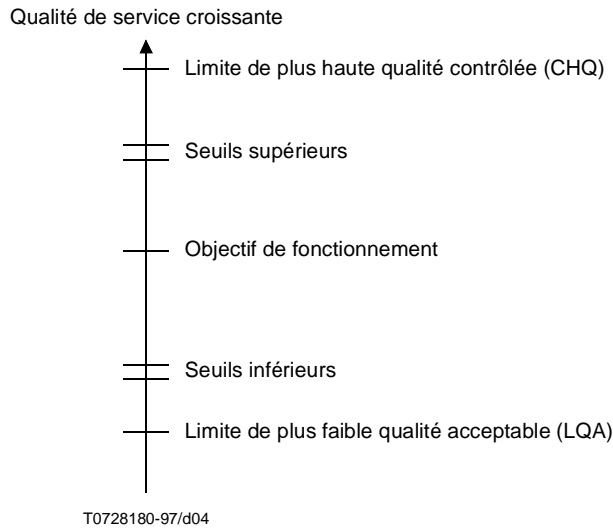 Qualité de service croissante
Limite de plus haute qualité contrôlée (CHQ)
Seuils supérieurs
Objectif de fonctionnement
Seuils inférieurs
Limite de plus faible qualité acceptable (LQA)
T0728180-97/d04